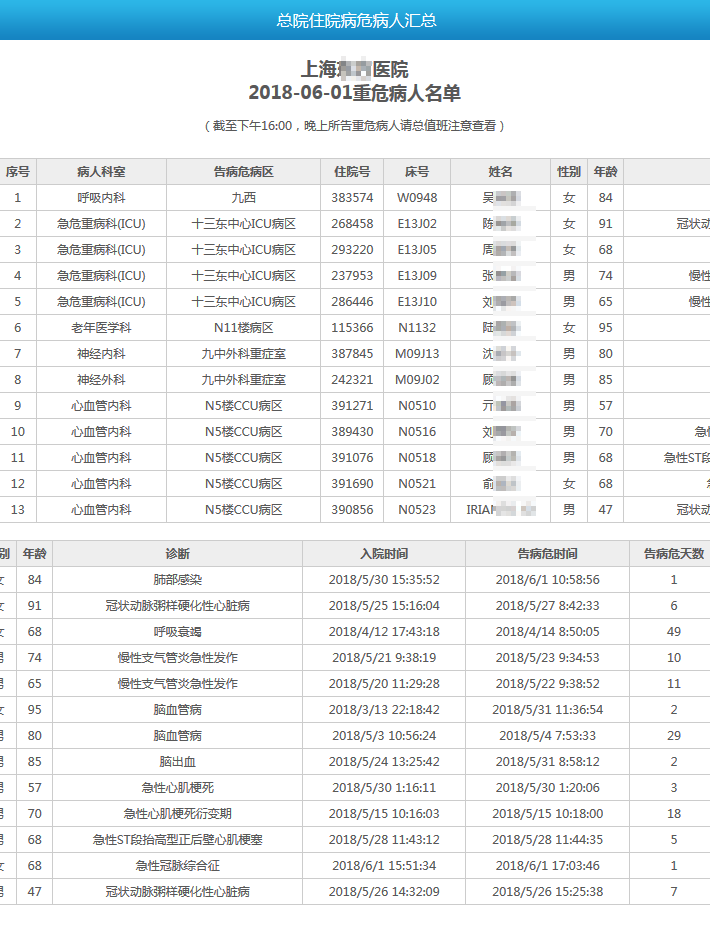 总院住院病危病人汇总
上海 医院
2018-06-01重危病人名单
（截至下午16:00，晚上所告重危病人请总值班注意查看）
序号 病人科室 告病危病区 住院号 床号 姓名 性别 年龄
1 呼吸内科 九西 383574 W0948 吴 女 84
2 急危重病科(ICU) 十三东中心ICU病区 268458 E13J02 陈 女 91 冠状动
3 急危重病科(ICU) 十三东中心ICU病区 293220 E13J05 周 女 68
4 急危重病科(ICU) 十三东中心ICU病区 237953 E13J09 张 男 74 慢性
5 急危重病科(ICU) 十三东中心ICU病区 286446 E13J10 刘 男 65 慢性
6 老年医学科 N11楼病区 115366 N1132 陆 女 95
7 神经内科 九中外科重症室 387845 M09J13 沈 男 80
8 神经外科 九中外科重症室 242321 M09J02 顾 男 85
9 心血管内科 N5楼CCU病区 391271 N0510 亓 男 57
10 心血管内科 N5楼CCU病区 389430 N0516 刘 男 70 急
11 心血管内科 N5楼CCU病区 391076 N0518 顾 男 68 急性ST段
12 心血管内科 N5楼CCU病区 391690 N0521 俞 女 68
13 心血管内科 N5楼CCU病区 390856 N0523 IRIA 男 47 冠状动
别 年龄 诊断 入院时间 告病危时间 告病危天数
女 84 肺部感染 2018/5/30 15:35:52 2018/6/1 10:58:56 1
女 91 冠状动脉粥样硬化性心脏病 2018/5/25 15:16:04 2018/5/27 8:42:33 6
女 68 呼吸衰竭 2018/4/12 17:43:18 2018/4/14 8:50:05 49
男 74 慢性支气管炎急性发作 2018/5/21 9:38:19 2018/5/23 9:34:53 10
男 65 慢性支气管炎急性发作 2018/5/20 11:29:28 2018/5/22 9:38:52 11
女 95 脑血管病 2018/3/13 22:18:42 2018/5/31 11:36:54 2
男 80 脑血管病 2018/5/3 10:56:24 2018/5/4 7:53:33 29
男 85 脑出血 2018/5/24 13:25:42 2018/5/31 8:58:12 2
男 57 急性心肌梗死 2018/5/30 1:16:11 2018/5/30 1:20:06 3
男 70 急性心肌梗死衍变期 2018/5/15 10:16:03 2018/5/15 10:18:00 18
男 68 急性ST段抬高型正后壁心肌梗塞 2018/5/28 11:43:12 2018/5/28 11:44:35 5
女 68 急性冠脉综合征 2018/6/1 15:51:34 2018/6/1 17:03:46 1
男 47 冠状动脉粥样硬化性心脏病 2018/5/26 14:32:09 2018/5/26 15:25:38 7